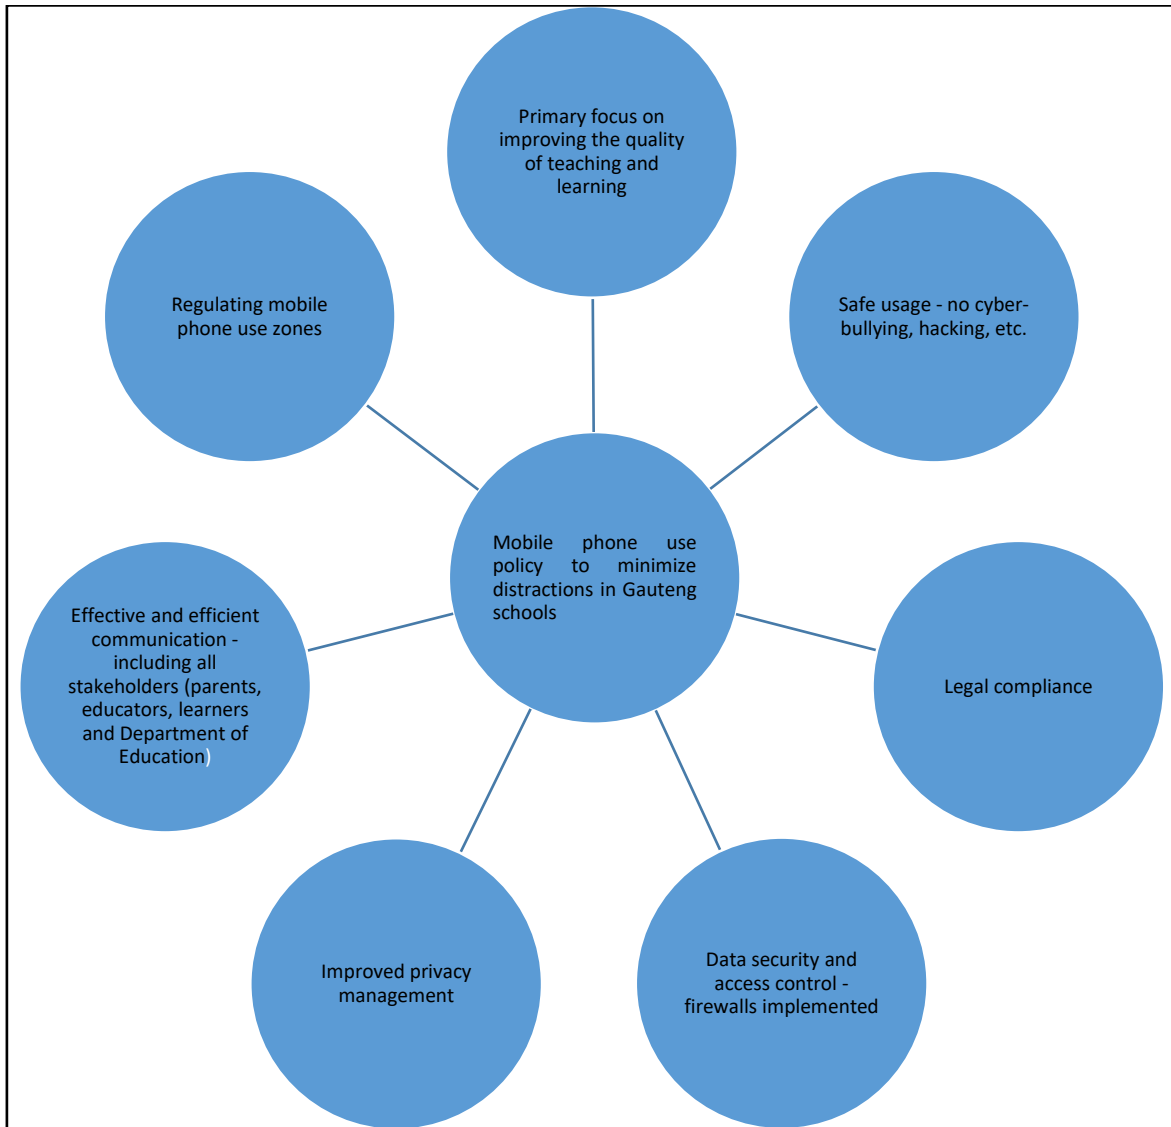 Primary focus on
improving the quality
of teaching and
learning
Safe usage - no cyber-
bullying, hacking, etc.
Legal compliance
Data security and
access control -
firewalls implemented
Improved privacy
management
Effective and efficient
communication -
including all
stakeholders (parents,
educators, learners
and Department of
Education)
Regulating mobile
phone use zones
Mobile phone use
policy to minimize
distractions in Gauteng
schools